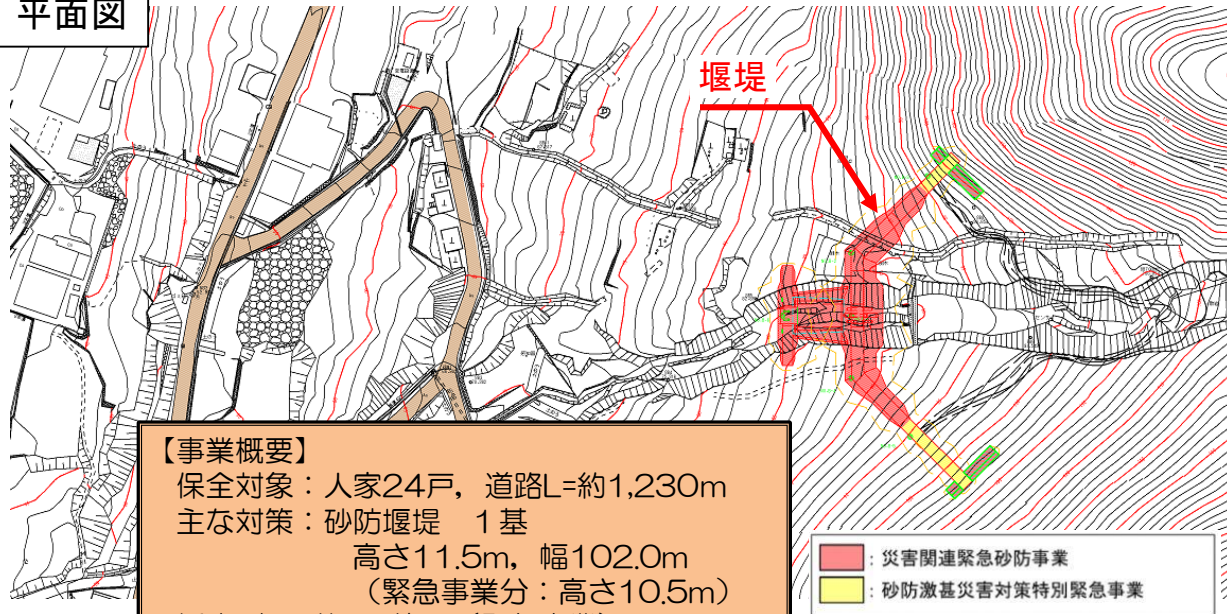 平面図
堰堤
【事業概要】
保全対象：人家24戸，道路L=約1,230m
主な対策：砂防堰堤　１基
高さ11.5m，幅102.0m
（緊急事業分：高さ10.5m）
：災害関連緊急砂防事業
：砂防激甚災害対策特別緊急事業